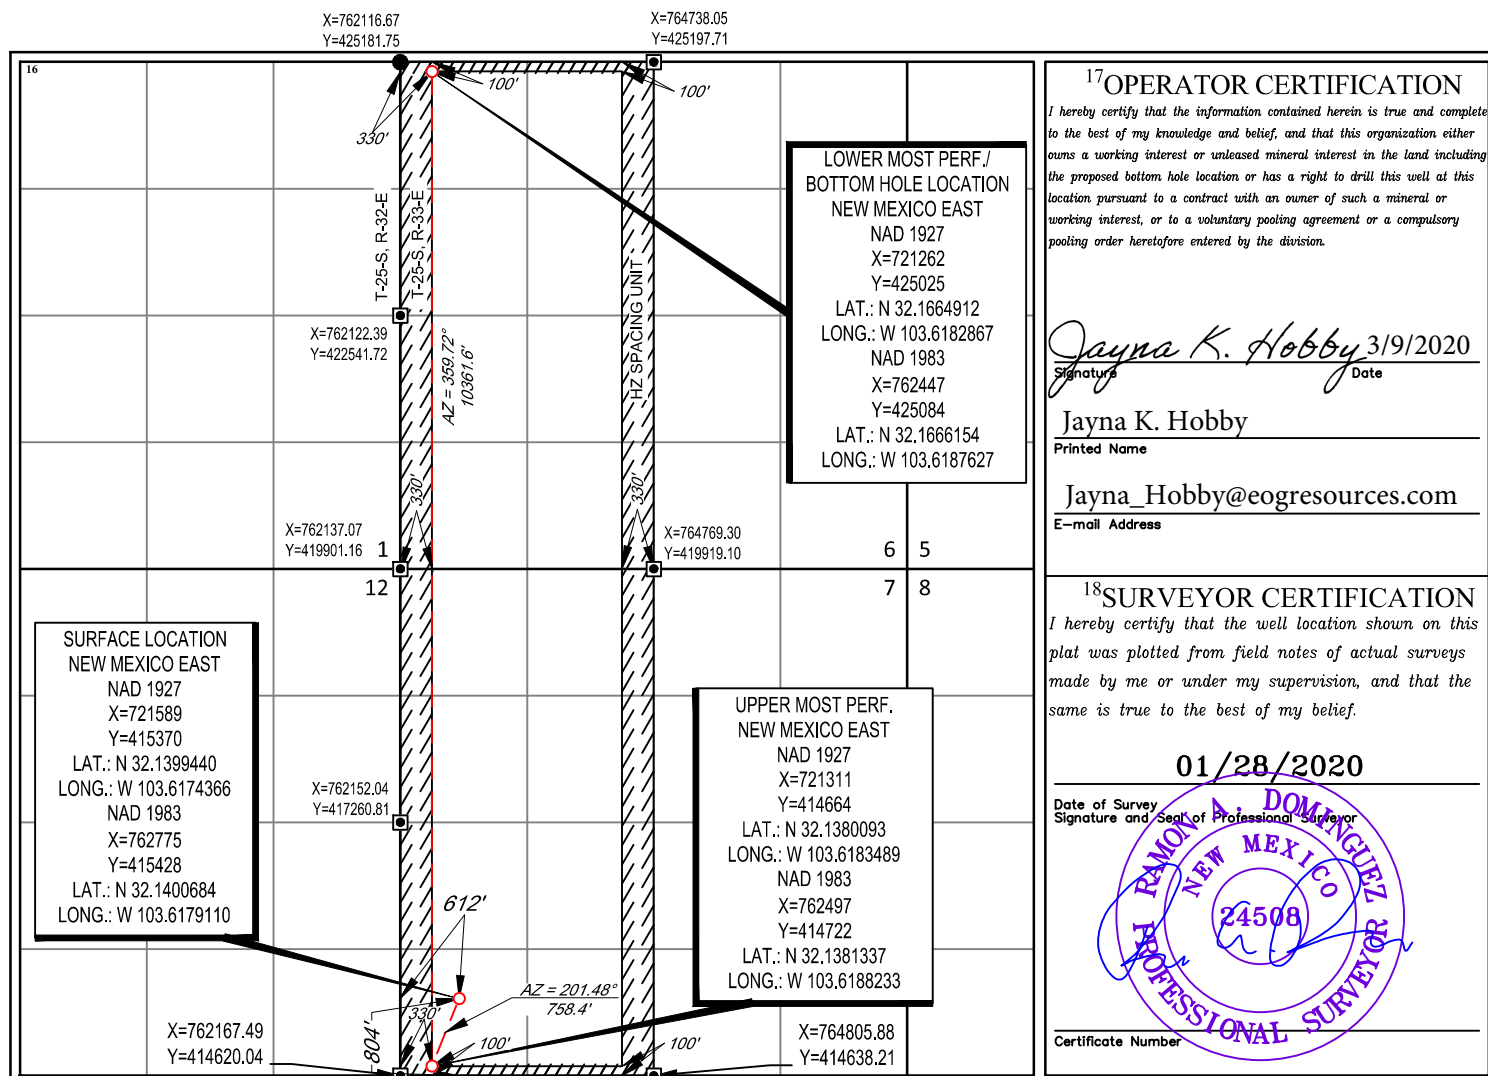 X=762116.67
Y=425181.75
X=764738.05
Y=425197.71
16
100'
100'
330'
T-25-S, R-32-E
T-25-S, R-33-E
LOWER MOST PERF./
BOTTOM HOLE LOCATION
NEW MEXICO EAST
NAD 1927
X=721262
Y=425025
LAT.: N 32.1664912
LONG.: W 103.6182867
NAD 1983
X=762447
Y=425084
LAT.: N 32.1666154
LONG.: W 103.6187627
X=762122.39
Y=422541.72
AZ = 359.72°
10361.6'
HZ SPACING UNIT
330'
330'
X=762137.07
Y=419901.16
1
X=764769.30
Y=419919.10
6
5
12
7
8
SURFACE LOCATION
NEW MEXICO EAST
NAD 1927
X=721589
Y=415370
LAT.: N 32.1399440
LONG.: W 103.6174366
NAD 1983
X=762775
Y=415428
LAT.: N 32.1400684
LONG.: W 103.6179110
X=762152.04
Y=417260.81
UPPER MOST PERF.
NEW MEXICO EAST
NAD 1927
X=721311
Y=414664
LAT.: N 32.1380093
LONG.: W 103.6183489
NAD 1983
X=762497
Y=414722
LAT.: N 32.1381337
LONG.: W 103.6188233
612'
AZ = 201.48°
758.4'
330'
804'
100'
100'
X=762167.49
Y=414620.04
X=764805.88
Y=414638.21
17 OPERATOR CERTIFICATION
I hereby certify that the information contained herein is true and complete
to the best of my knowledge and belief, and that this organization either
owns a working interest or unleased mineral interest in the land including
the proposed bottom hole location or has a right to drill this well at this
location pursuant to a contract with an owner of such a mineral or
working interest, or to a voluntary pooling agreement or a compulsory
pooling order heretofore entered by the division.
Jayna K. Hobby 3/9/2020
Signature Date
Jayna K. Hobby
Printed Name
Jayna_Hobby@eogresources.com
E-mail Address
18 SURVEYOR CERTIFICATION
I hereby certify that the well location shown on this
plat was plotted from field notes of actual surveys
made by me or under my supervision, and that the
same is true to the best of my belief.
01/28/2020
Date of Survey
Signature and Seal of Professional Surveyor
RAMON A. DOMINGUEZ
NEW MEXICO
24508
PROFESSIONAL SURVEYOR
Certificate Number